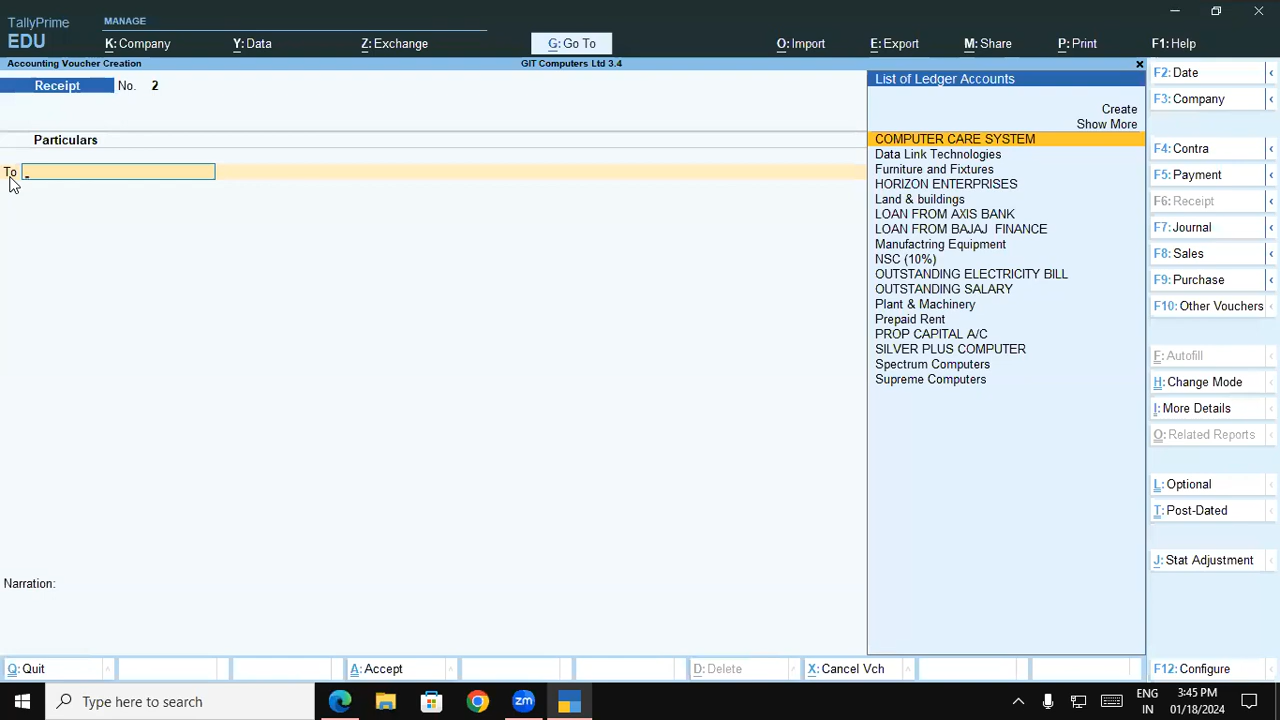 TallyPrime
MANAGE
EDU
K: Company
Y: Data
Z: Exchange
G: Go To
O: Import
E: Export
M: Share
P: Print
F1: Help
Accounting Voucher Creation
GIT Computers Ltd 3.4
Receipt No. 2
Particulars
To
Narration:
List of Ledger Accounts
Create
Show More
COMPUTER CARE SYSTEM
Data Link Technologies
Furniture and Fixtures
HORIZON ENTERPRISES
Land & buildings
LOAN FROM AXIS BANK
LOAN FROM BAJAJ  FINANCE
Manufactring Equipment
NSC (10%)
OUTSTANDING ELECTRICITY BILL
OUTSTANDING SALARY
Plant & Machinery
Prepaid Rent
PROP CAPITAL A/C
SILVER PLUS COMPUTER
Spectrum Computers
Supreme Computers
F2: Date
F3: Company
F4: Contra
F5: Payment
F6: Receipt
F7: Journal
F8: Sales
F9: Purchase
F10: Other Vouchers
F: Autofill
H: Change Mode
I: More Details
O: Related Reports
L: Optional
T: Post-Dated
J: Stat Adjustment
Q: Quit
A: Accept
D: Delete
X: Cancel Vch
F12: Configure
Type here to search
zm
ENG
IN
3:45 PM
01/18/2024